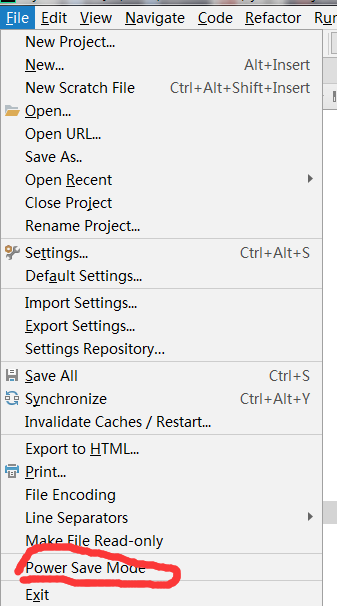 File Edit View Navigate Code Refactor Ru
New Project...
New... Alt+Insert
New Scratch File Ctrl+Alt+Shift+Insert
Open...
Open URL...
Save As..
Open Recent
Close Project
Rename Project...
Settings... Ctrl+Alt+S
Default Settings...
Import Settings...
Export Settings...
Settings Repository...
Save All Ctrl+S
Synchronize Ctrl+Alt+Y
Invalidate Caches / Restart...
Export to HTML...
Print...
File Encoding
Line Separators
Make File Read-only
Power Save Mode
Exit